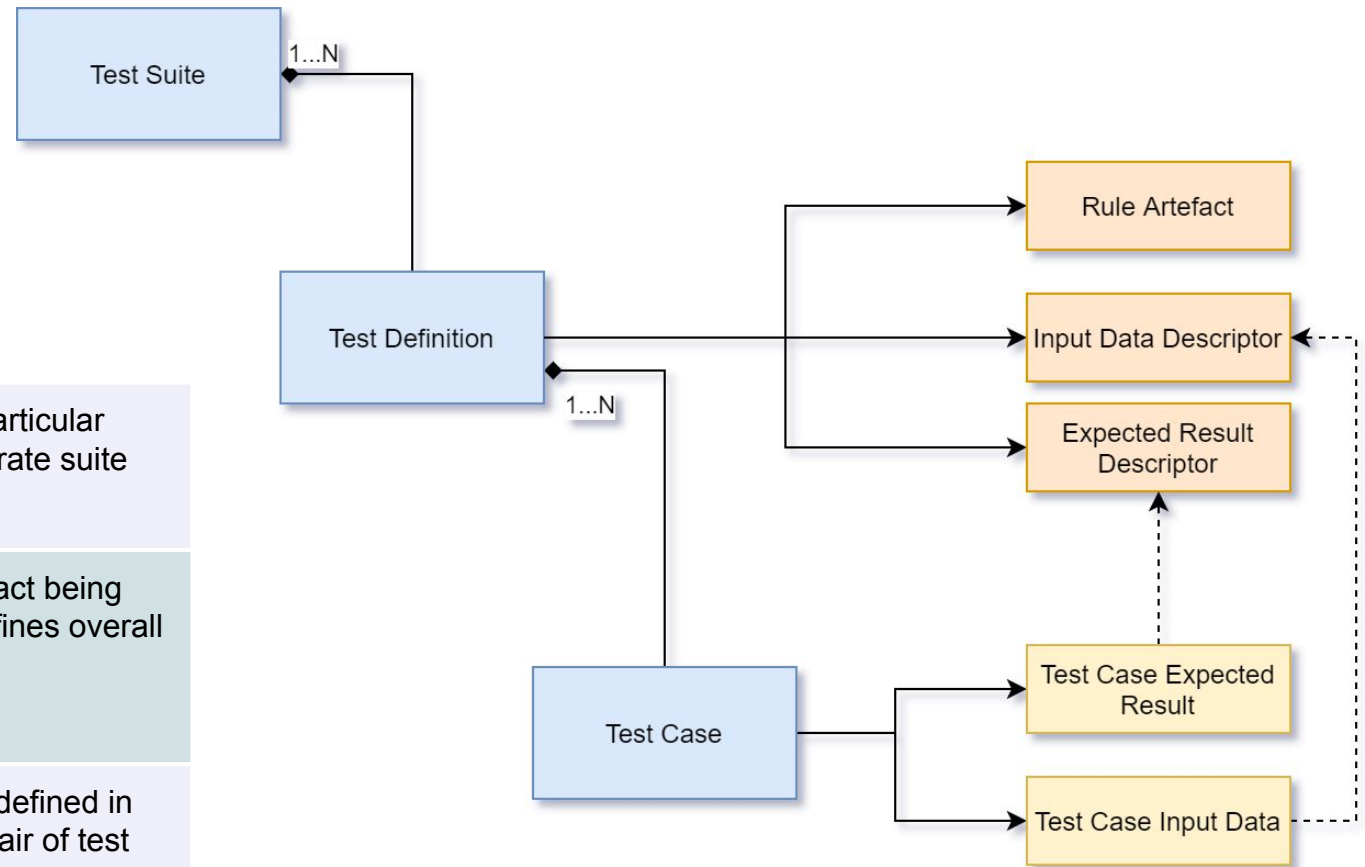 Test Suite
1...N
Rule Artefact
Test Definition
Input Data Descriptor
1...N
Expected Result
Descriptor
articular
rate suite
act being
fines overall
Test Case Expected
Result
Test Case
defined in
air of test
Test Case Input Data